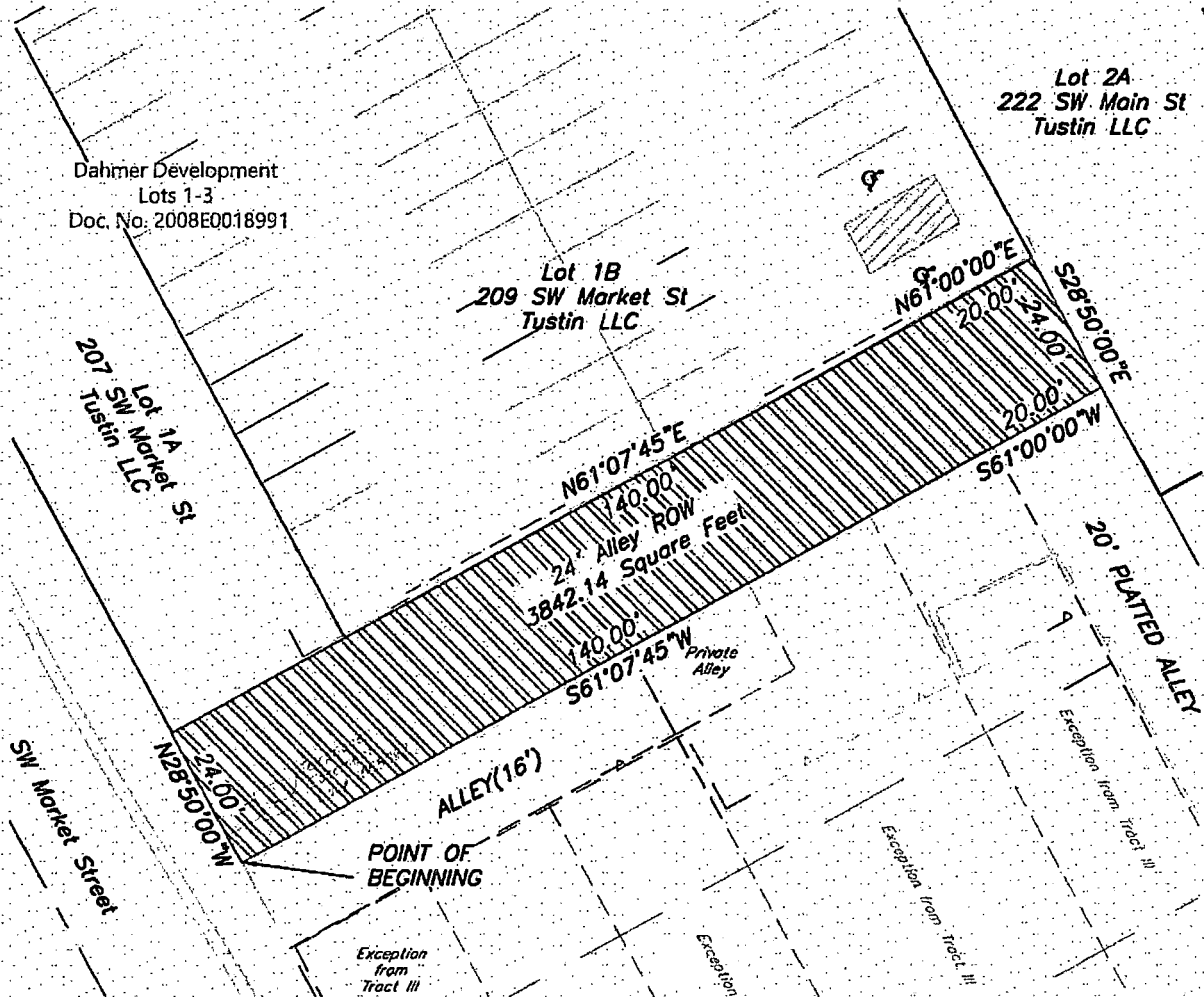 Lot 2A
222 SW Main St
Tustin LLC
Dahmer Development
Lots 1-3
Doc. No. 2008E0018991
Lot 1B
209 SW Market St
Tustin LLC
N61°00'00"E
20.00'
S28°50'00"E
24.00'
Lot 1A
207 SW Market St
Tustin LLC
20.00'
S61°00'00"W
N61°07'45"E
140.00'
24' Alley ROW
3842.14 Square Feet
140.00'
S61°07'45"W
Private
Alley
20' PLATTED ALLEY
N28°50'00"W
24.00'
ALLEY(16')
SW Market Street
POINT OF
BEGINNING
Exception from Tract III
Exception from Tract III
Exception
from
Tract III
Exception